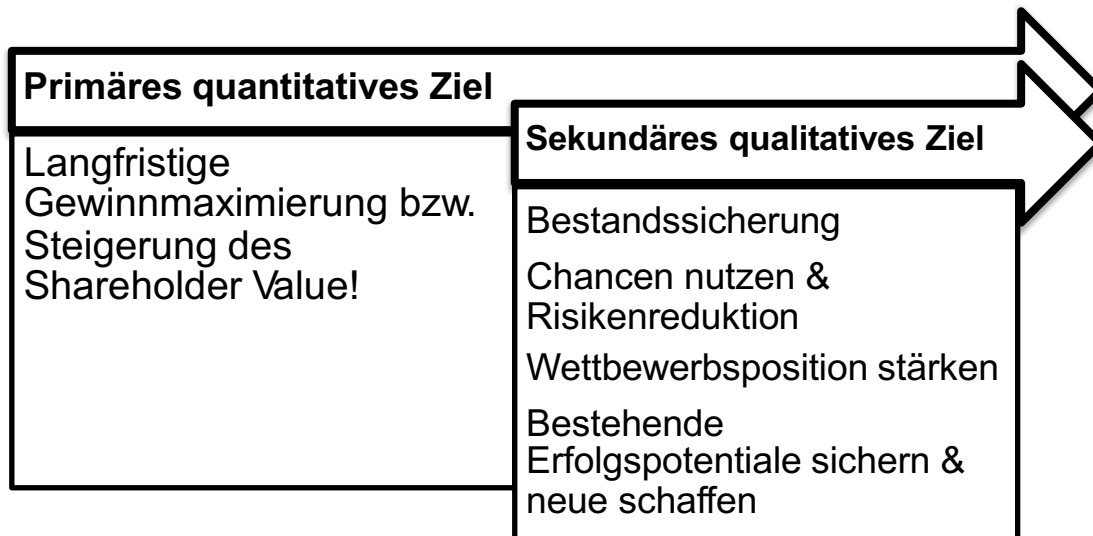 Primäres quantitatives Ziel
Langfristige
Gewinnmaximierung bzw.
Steigerung des
Shareholder Value!
Sekundäres qualitatives Ziel
Bestandssicherung
Chancen nutzen &
Risikenreduktion
Wettbewerbsposition stärken
Bestehende
Erfolgspotentiale sichern &
neue schaffen